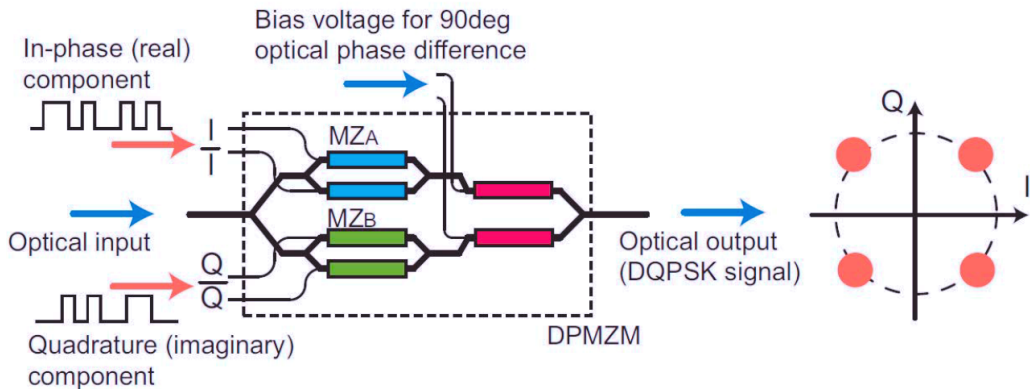 Bias voltage for 90deg
optical phase difference
In-phase (real)
component
I
I
MZA
Optical input
MZB
Q
Q
Quadrature (imaginary)
component
DPMZM
Optical output
(DQPSK signal)
Q
I